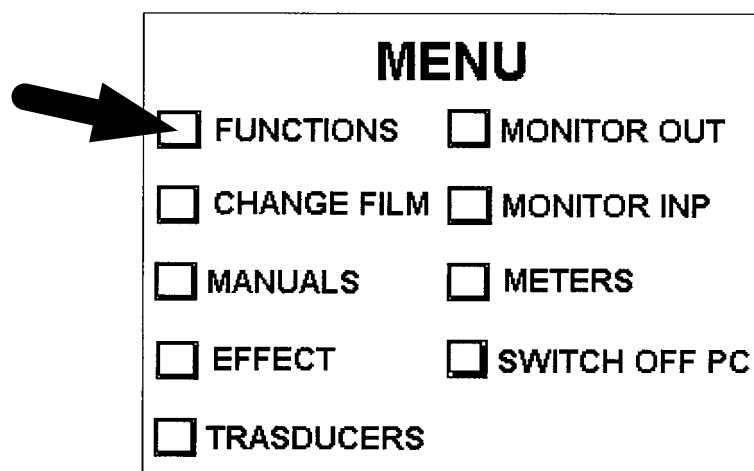 MENU
FUNCTIONS
MONITOR OUT
CHANGE FILM
MONITOR INP
MANUALS
METERS
EFFECT
SWITCH OFF PC
TRASDUCERS